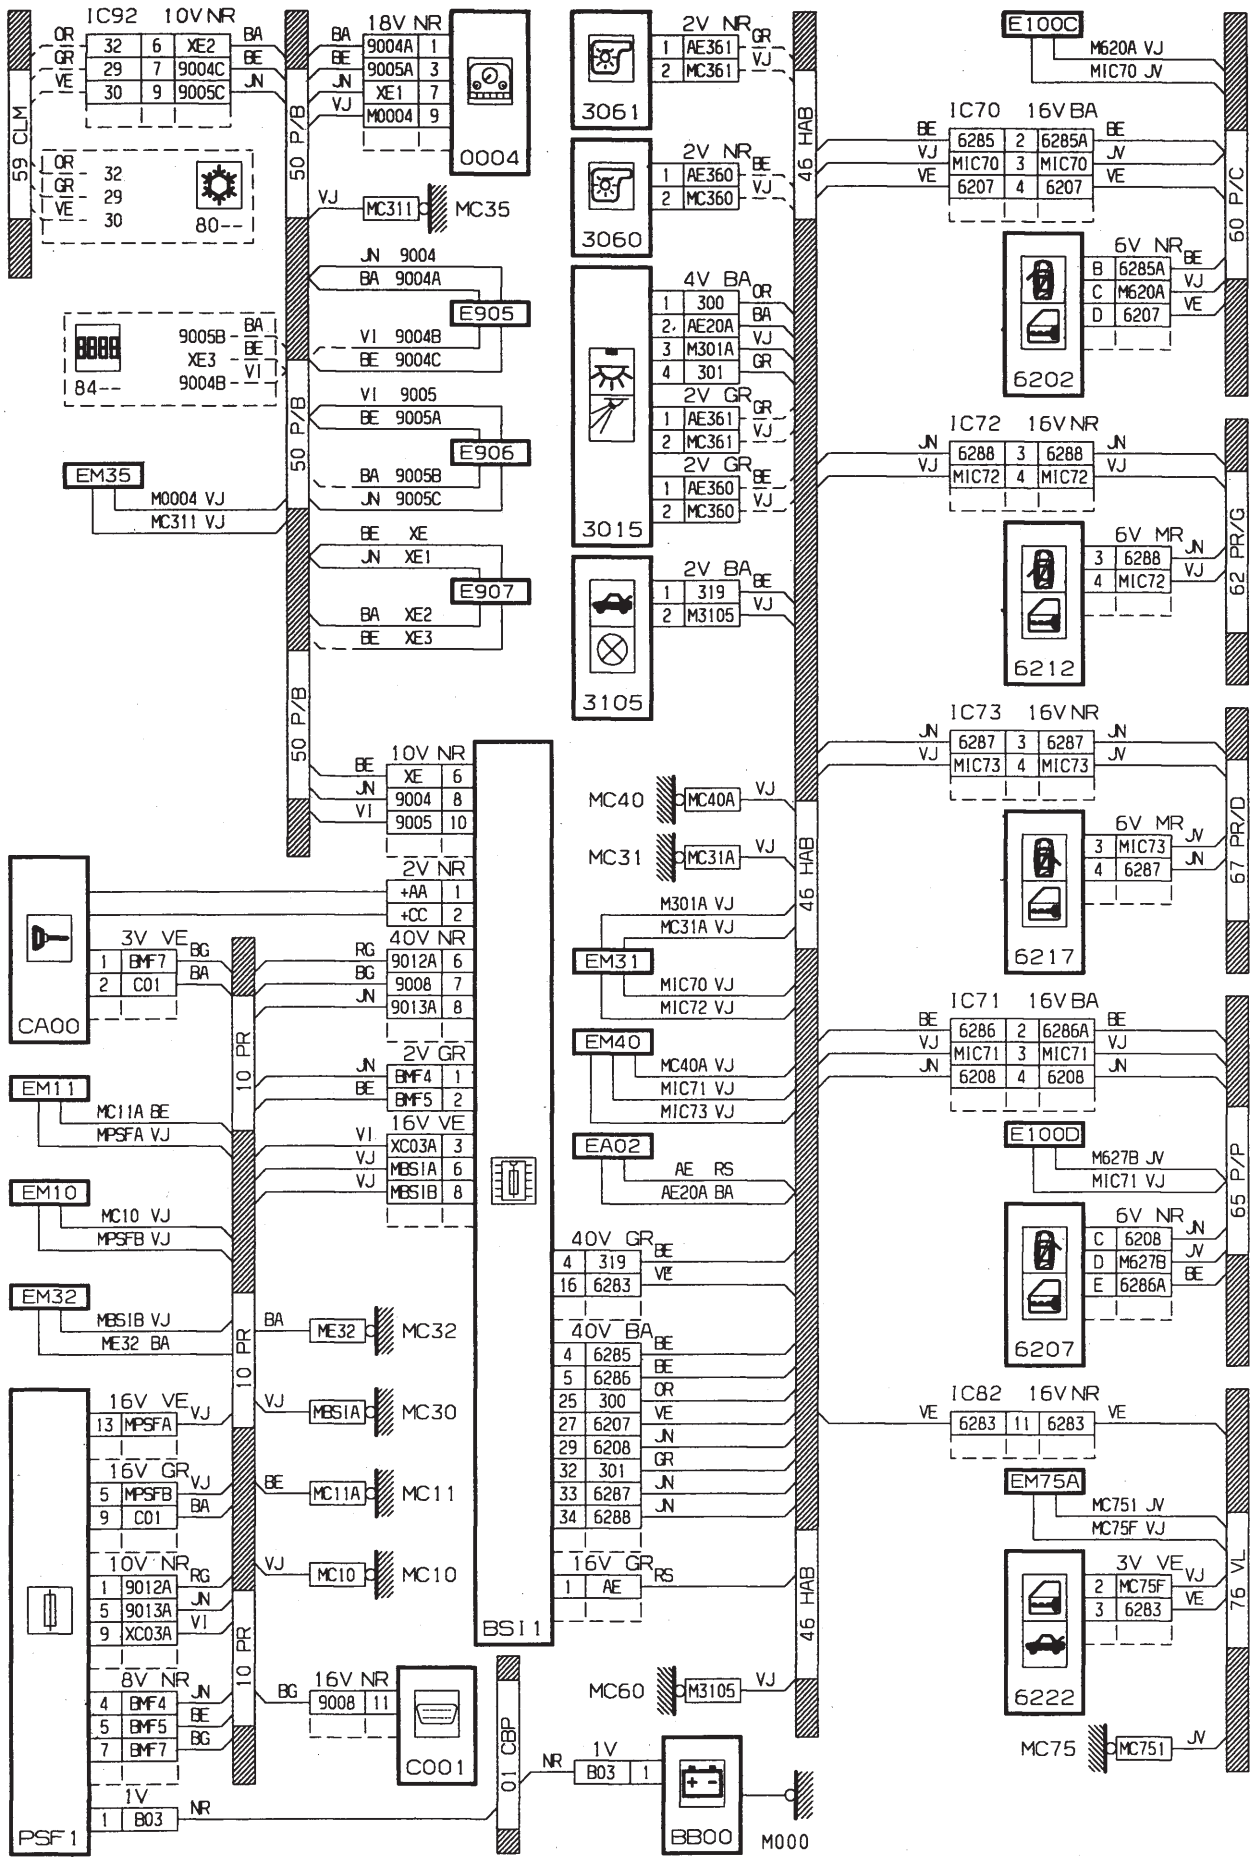 IC92 10V NR
OR 32 6 XE2 BA
GR 29 7 9004C BE
VE 30 9 9005C JN
59 CLM
OR 32
GR 29
VE 30
80--
50 P/B
18V NR
BA 9004A 1
BE 9005A 3
JN XE1 7
VJ M0004 9
0004
VJ MC311 MC35
JN 9004
BA 9004A
E905
VI 9004B
BE 9004C
9005B BA
XE3 BE
9004B VI
84--
50 P/B
VI 9005
BE 9005A
E906
BA 9005B
JN 9005C
EM35
M0004 VJ
MC311 VJ
BE XE
JN XE1
E907
BA XE2
BE XE3
50 P/B
10V NR
BE XE 6
JN 9004 8
VI 9005 10
2V NR
+AA 1
+CC 2
40V NR
RG 9012A 6
BG 9008 7
JN 9013A 8
2V GR
JN BMF4 1
BE BMF5 2
16V VE
VI XC03A 3
VJ MBSIA 6
VJ MBSIB 8
BSI1
3V VE
1 BMF7 BG
2 C01 BA
CA00
10 PR
EM11
MC11A BE
MPSFA VJ
EM10
MC10 VJ
MPSFB VJ
EM32
MBSIB VJ
ME32 BA
10 PR
BA ME32 MC32
VJ MBSIA MC30
BE MC11A MC11
VJ MC10 MC10
16V VE
13 MPSFA VJ
16V GR
5 MPSFB VJ
9 C01 BA
10V NR
1 9012A RG
5 9013A JN
9 XC03A VI
8V NR
4 BMF4 JN
5 BMF5 BE
7 BMF7 BG
1V
1 B03 NR
PSF1
10 PR
16V NR
BG 9008 11
C001
01 CBP
1V
NR B03 1
BB00
M000
2V NR
1 AE361 GR
2 MC361 VJ
3061
2V NR
1 AE360 BE
2 MC360 VJ
3060
4V BA
1 300 OR
2 AE20A BA
3 M301A VJ
4 301 GR
2V GR
1 AE361 GR
2 MC361 VJ
2V GR
1 AE360 BE
2 MC360 VJ
3015
2V BA
1 319 BE
2 M3105 VJ
3105
46 HAB
MC40 MC40A VJ
MC31 MC31A VJ
46 HAB
M301A VJ
MC31A VJ
EM31
MIC70 VJ
MIC72 VJ
EM40
MC40A VJ
MIC71 VJ
MIC73 VJ
EA02
AE RS
AE20A BA
40V GR
4 319 BE
16 6283 VE
40V BA
4 6285 BE
5 6286 BE
25 300 OR
27 6207 VE
29 6208 JN
32 301 GR
33 6287 JN
34 6288 JN
16V GR
1 AE RS
46 HAB
MC60 M3105 VJ
E100C
M620A VJ
MIC70 JV
IC70 16V BA
BE 6285 2 6285A BE
VJ MIC70 3 MIC70 JV
VE 6207 4 6207 VE
60 P/C
6V NR
B 6285A BE
C M620A VJ
D 6207 VE
6202
IC72 16V NR
JN 6288 3 6288 JN
VJ MIC72 4 MIC72 VJ
62 PR/G
6V MR
3 6288 JN
4 MIC72 VJ
6212
IC73 16V NR
JN 6287 3 6287 JN
VJ MIC73 4 MIC73 JV
67 PR/D
6V MR
3 MIC73 JV
4 6287 JN
6217
IC71 16V BA
BE 6286 2 6286A BE
VJ MIC71 3 MIC71 VJ
JN 6208 4 6208 JN
E100D
M627B JV
MIC71 VJ
65 P/P
6V NR
C 6208 JN
D M627B JV
E 6286A BE
6207
IC82 16V NR
VE 6283 11 6283 VE
EM75A
MC751 JV
MC75F VJ
76 VL
3V VE
2 MC75F VJ
3 6283 VE
6222
MC75 MC751 JV